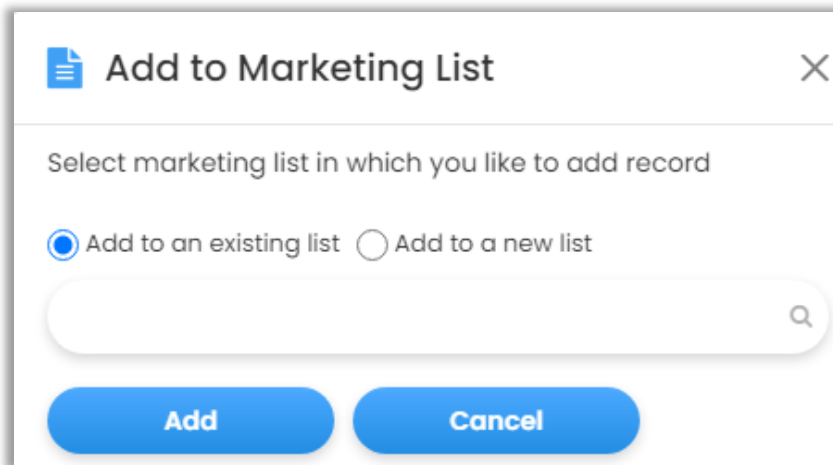 Add to Marketing List
Select marketing list in which you like to add record
Add to an existing list Add to a new list
Add Cancel